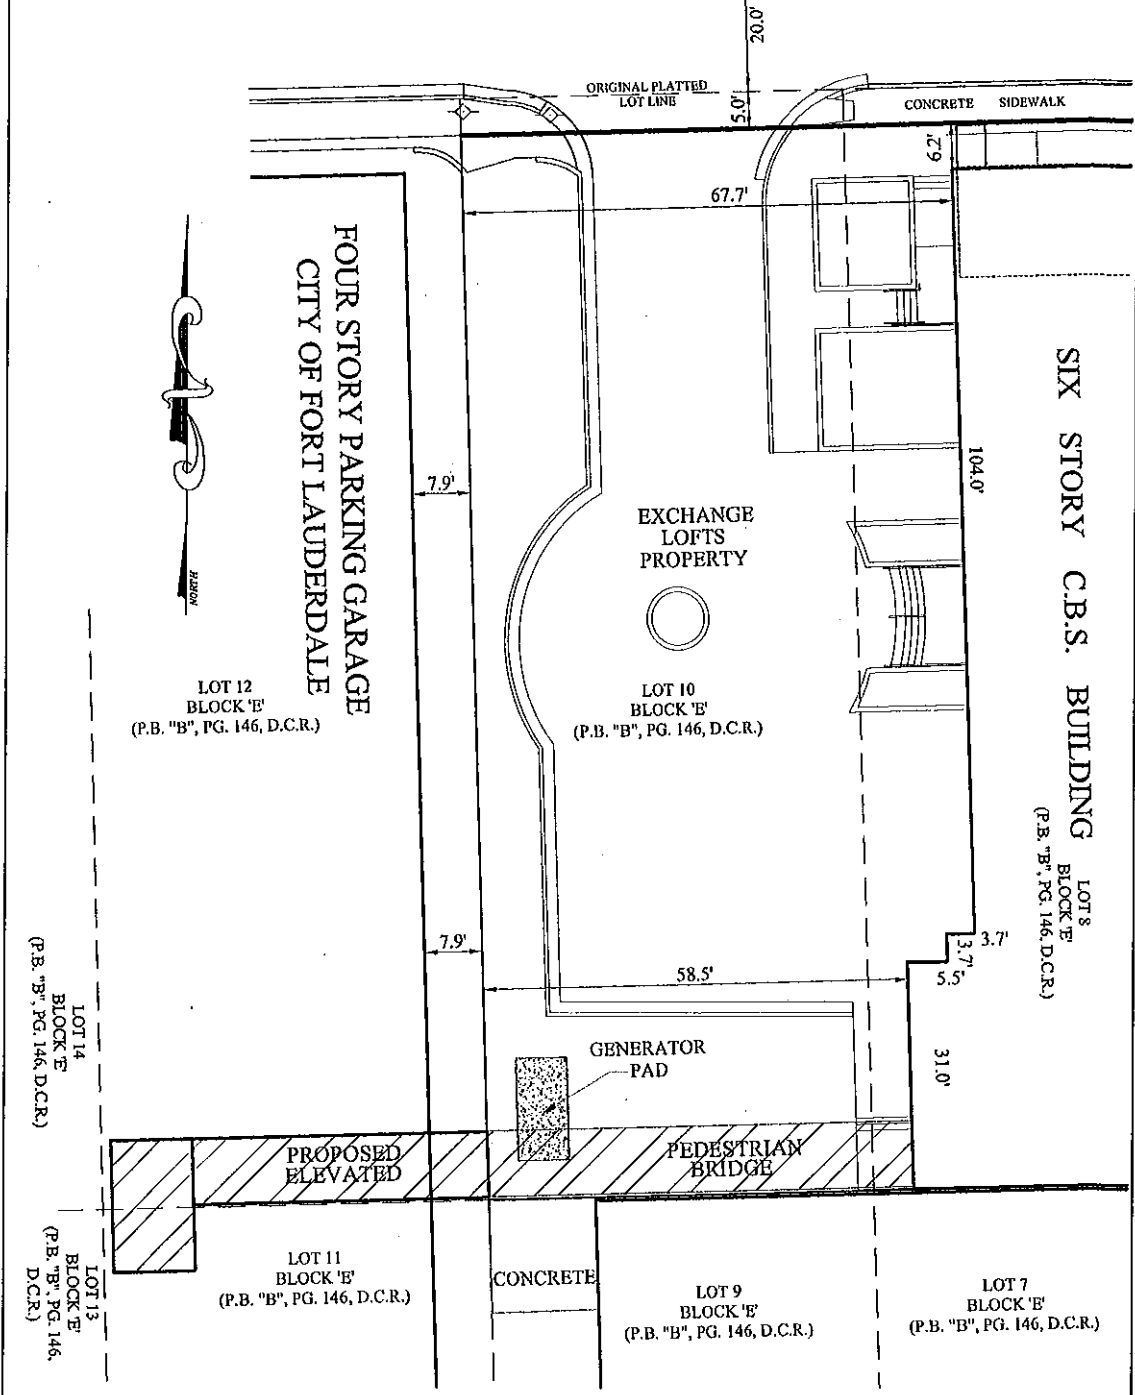 20.0'
ORIGINAL PLATTED
LOT LINE
5.0'
CONCRETE SIDEWALK
6.2'
67.7'
FOUR STORY PARKING GARAGE
CITY OF FORT LAUDERDALE
SIX STORY C.B.S. BUILDING
104.0'
7.9'
EXCHANGE
LOFTS
PROPERTY
NORTH
LOT 12
BLOCK 'E'
(P.B. "B", PG. 146, D.C.R.)
LOT 10
BLOCK 'E'
(P.B. "B", PG. 146, D.C.R.)
LOT 8
BLOCK 'E'
(P.B. "B", PG. 146, D.C.R.)
7.9'
3.7'
3.7'
5.5'
58.5'
LOT 14
BLOCK 'E'
(P.B. "B", PG. 146, D.C.R.)
GENERATOR
PAD
31.0'
PROPOSED
ELEVATED
PEDESTRIAN
BRIDGE
LOT 13
BLOCK 'E'
(P.B. "B", PG. 146,
D.C.R.)
LOT 11
BLOCK 'E'
(P.B. "B", PG. 146, D.C.R.)
CONCRETE
LOT 9
BLOCK 'E'
(P.B. "B", PG. 146, D.C.R.)
LOT 7
BLOCK 'E'
(P.B. "B", PG. 146, D.C.R.)